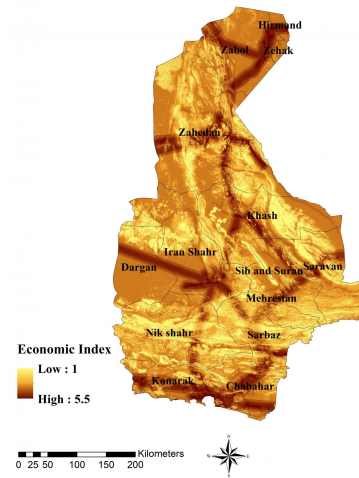 Hirmand
Zabol
Zehak
Zahedan
Khash
Iran Shahr
Saravan
Dargan
Sib and Suran
Mehrestan
Nik shahr
Sarbaz
Economic Index
Low : 1
High : 5.5
Konarak
Chabahar
Kilometers
0 25 50 100 150 200
N
W
E
S